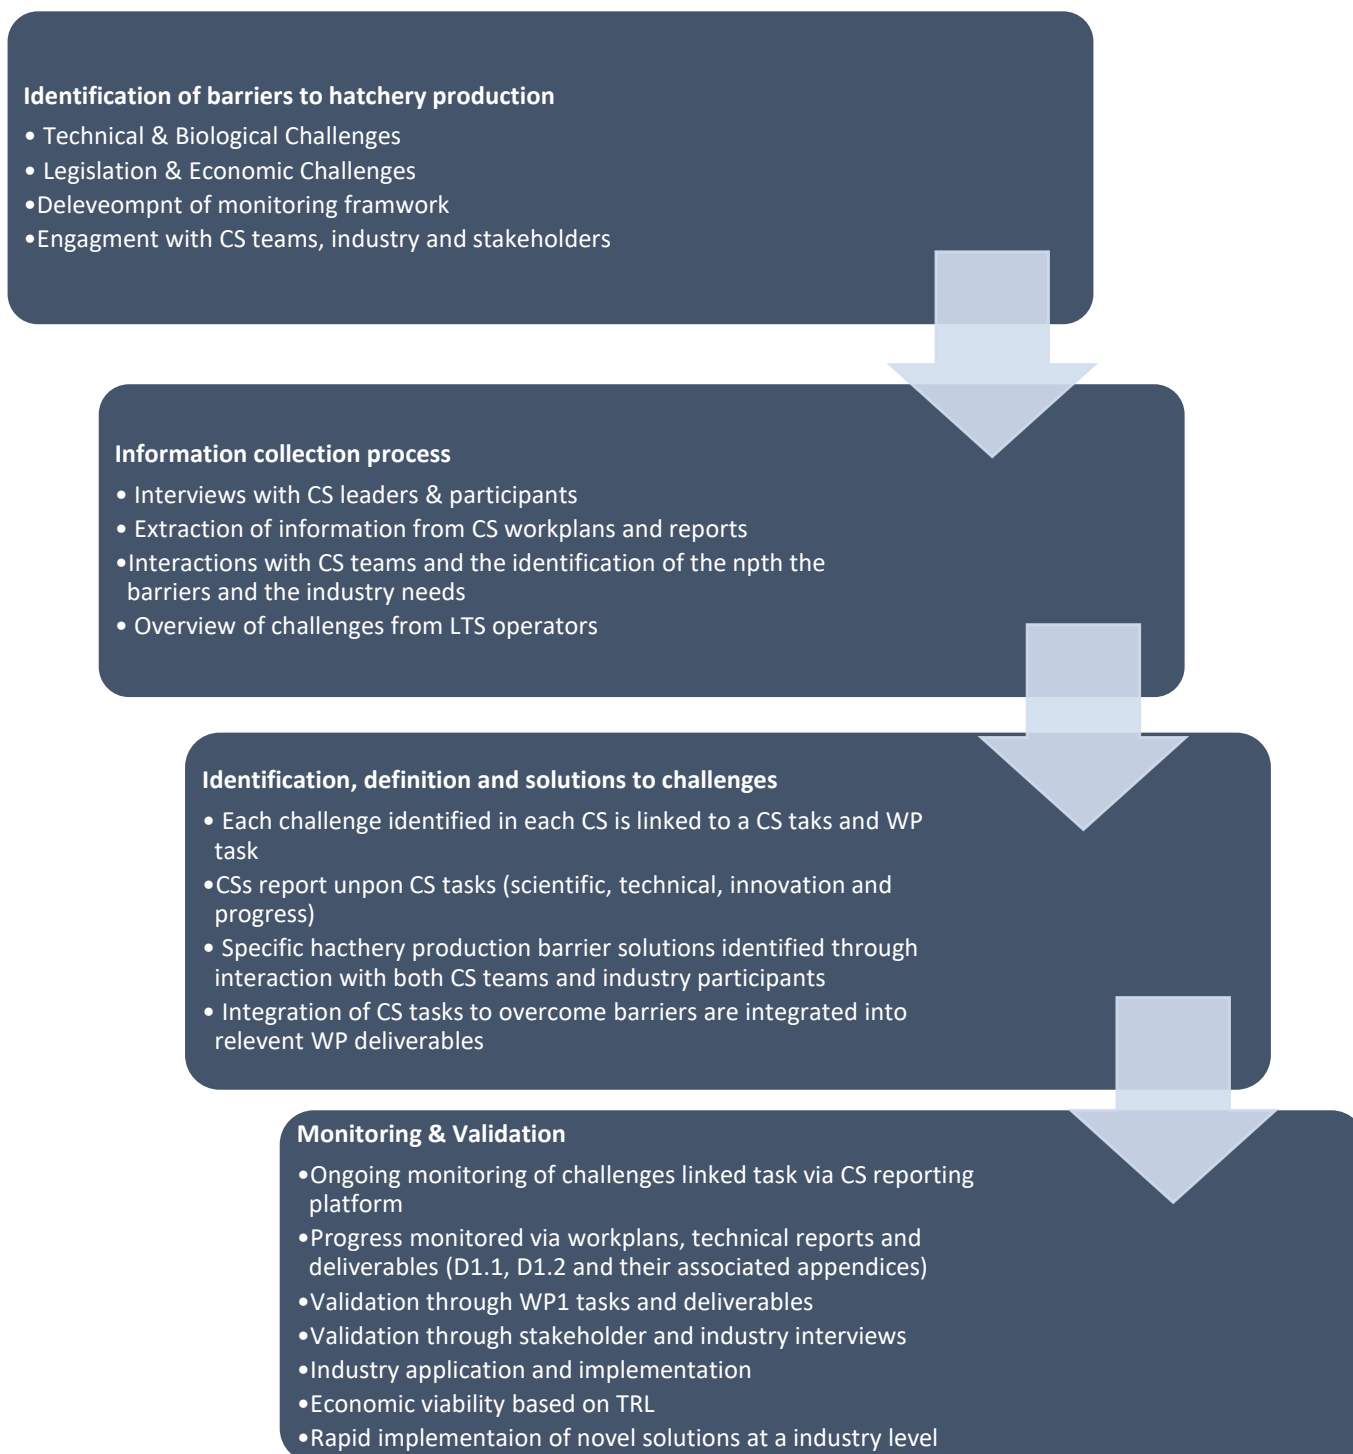 Identification of barriers to hatchery production
• Technical & Biological Challenges
• Legislation & Economic Challenges
•Deleveompnt of monitoring framwork
•Engagment with CS teams, industry and stakeholders
Information collection process
• Interviews with CS leaders & participants
• Extraction of information from CS workplans and reports
•Interactions with CS teams and the identification of the npth the
barriers and the industry needs
• Overview of challenges from LTS operators
Identification, definition and solutions to challenges
• Each challenge identified in each CS is linked to a CS taks and WP
task
•CSs report unpon CS tasks (scientific, technical, innovation and
progress)
• Specific hacthery production barrier solutions identified through
interaction with both CS teams and industry participants
• Integration of CS tasks to overcome barriers are integrated into
relevent WP deliverables
Monitoring & Validation
•Ongoing monitoring of challenges linked task via CS reporting
platform
•Progress monitored via workplans, technical reports and
deliverables (D1.1, D1.2 and their associated appendices)
•Validation through WP1 tasks and deliverables
•Validation through stakeholder and industry interviews
•Industry application and implementation
•Economic viability based on TRL
•Rapid implementaion of novel solutions at a industry level